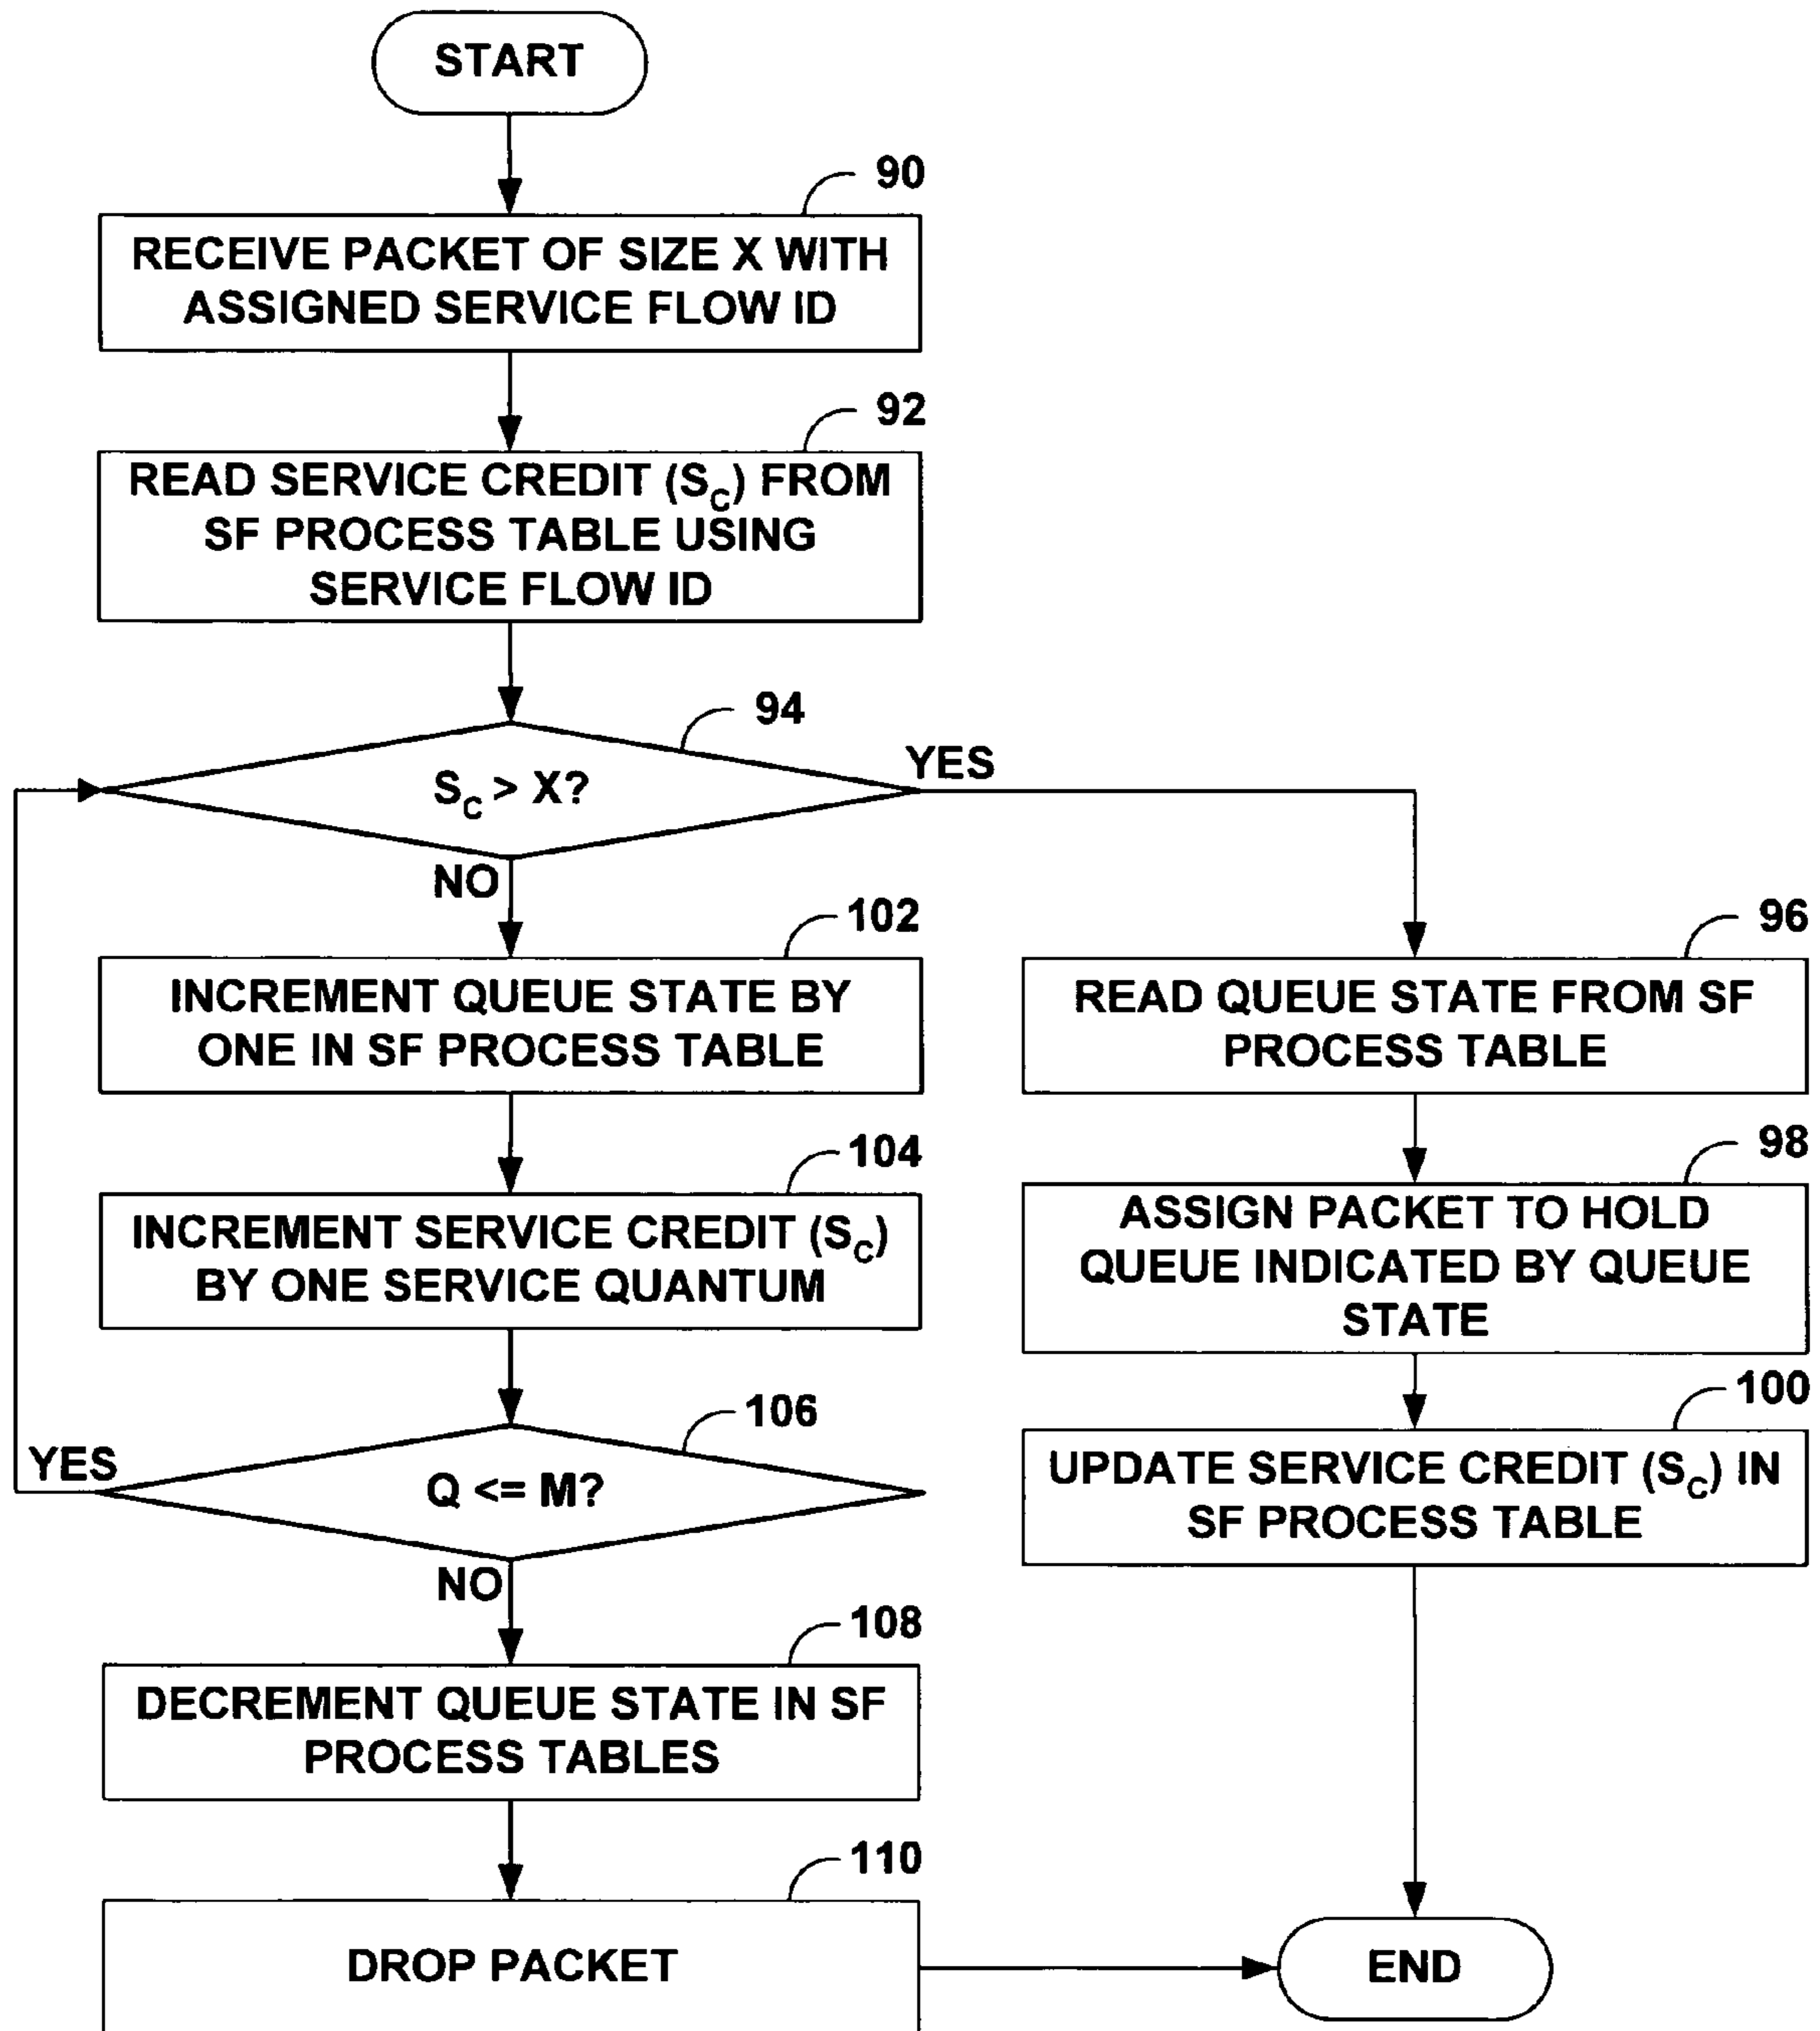 START
90
RECEIVE PACKET OF SIZE X WITH
ASSIGNED SERVICE FLOW ID
92
READ SERVICE CREDIT (SC) FROM
SF PROCESS TABLE USING
SERVICE FLOW ID
94
SC > X?
YES
NO
102
INCREMENT QUEUE STATE BY
ONE IN SF PROCESS TABLE
96
READ QUEUE STATE FROM SF
PROCESS TABLE
104
INCREMENT SERVICE CREDIT (SC)
BY ONE SERVICE QUANTUM
98
ASSIGN PACKET TO HOLD
QUEUE INDICATED BY QUEUE
STATE
106
Q <= M?
YES
NO
100
UPDATE SERVICE CREDIT (SC) IN
SF PROCESS TABLE
108
DECREMENT QUEUE STATE IN SF
PROCESS TABLES
110
DROP PACKET
END